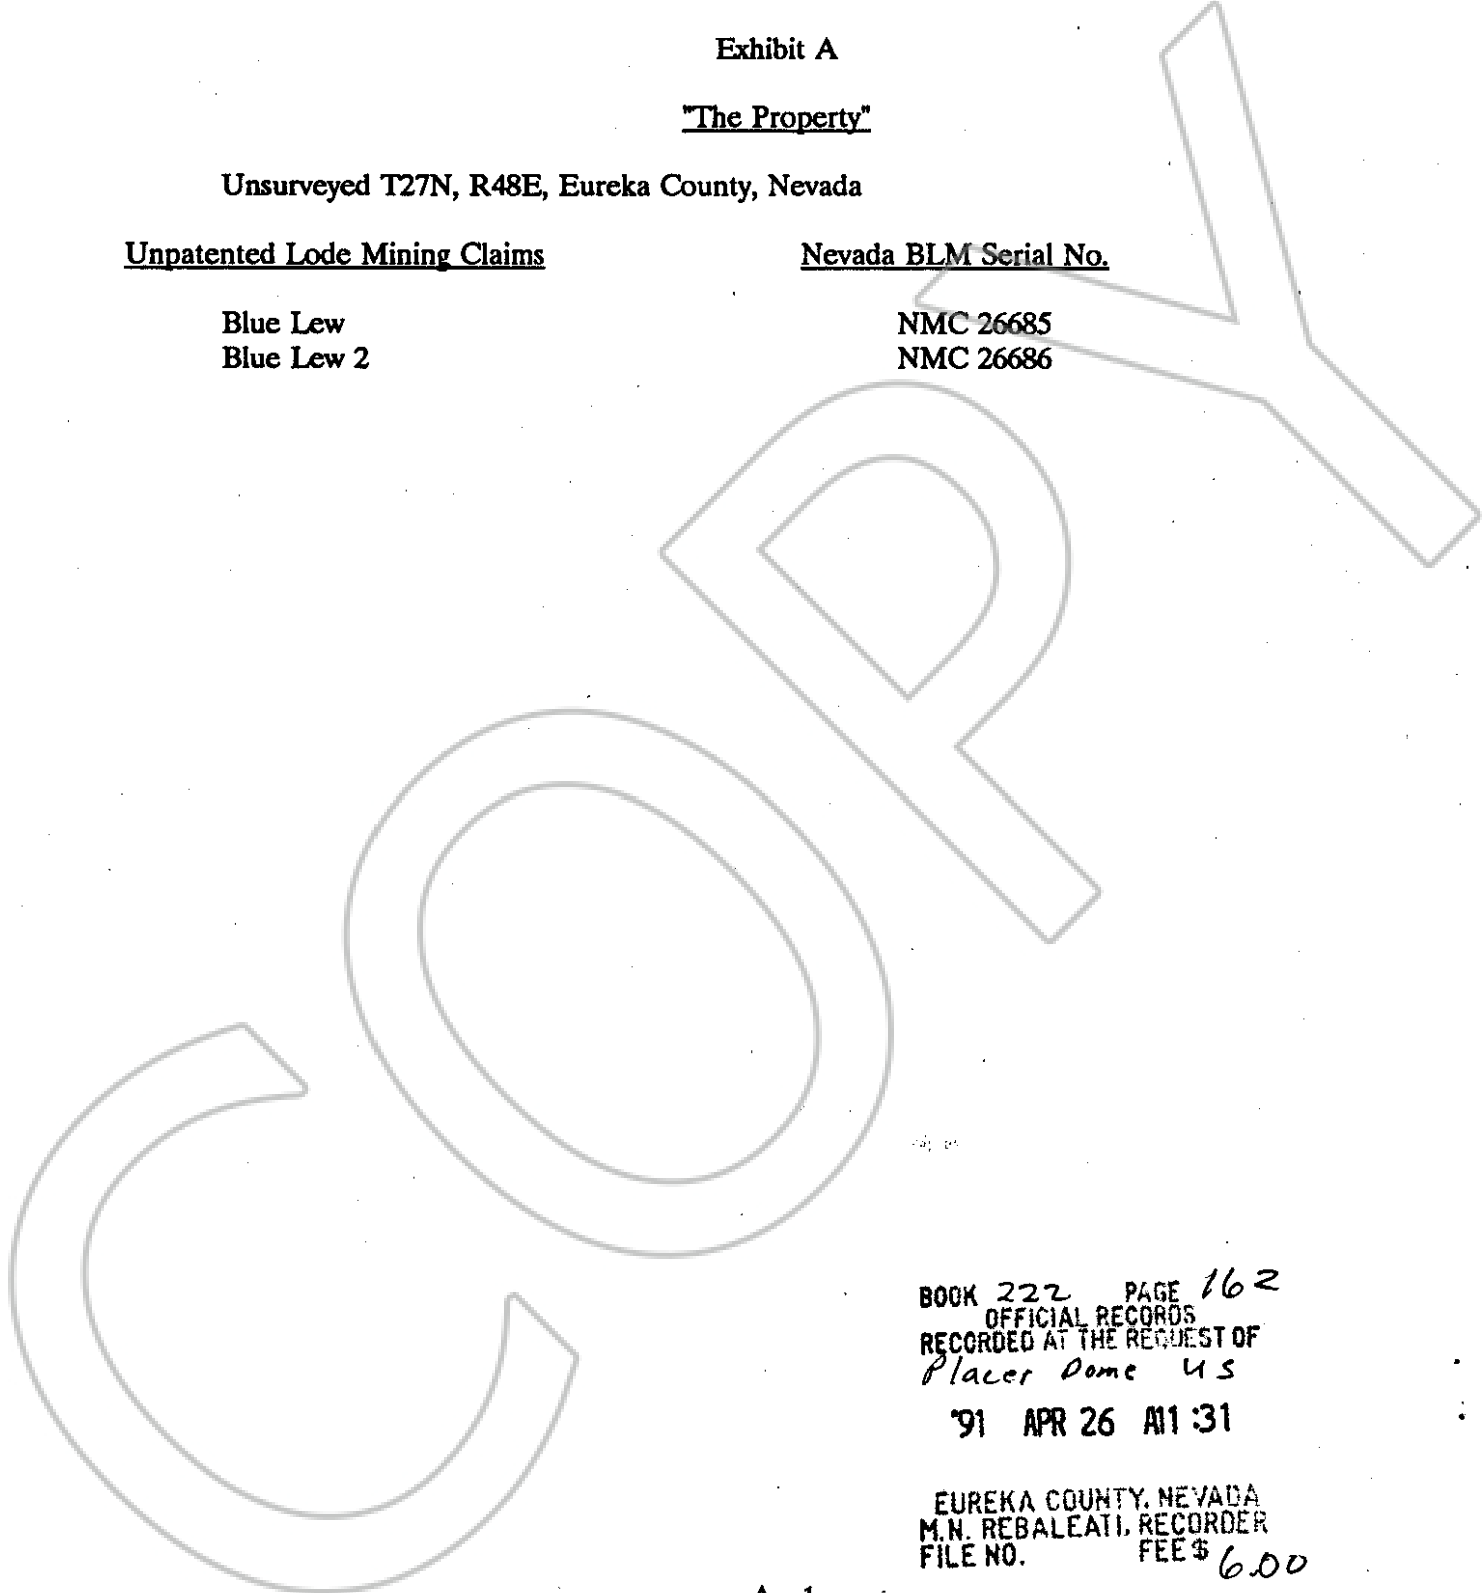 Exhibit A
"The Property"
Unsurveyed T27N, R48E, Eureka County, Nevada
Unpatented Lode Mining Claims Nevada BLM Serial No.
Blue Lew NMC 26685
Blue Lew 2 NMC 26686
COPY
BOOK 222 PAGE 162
OFFICIAL RECORDS
RECORDED AT THE REQUEST OF
Placer Dome US
'91 APR 26 A11:31
EUREKA COUNTY, NEVADA
M.N. REBALEATI, RECORDER
FILE NO. FEE $ 6.00